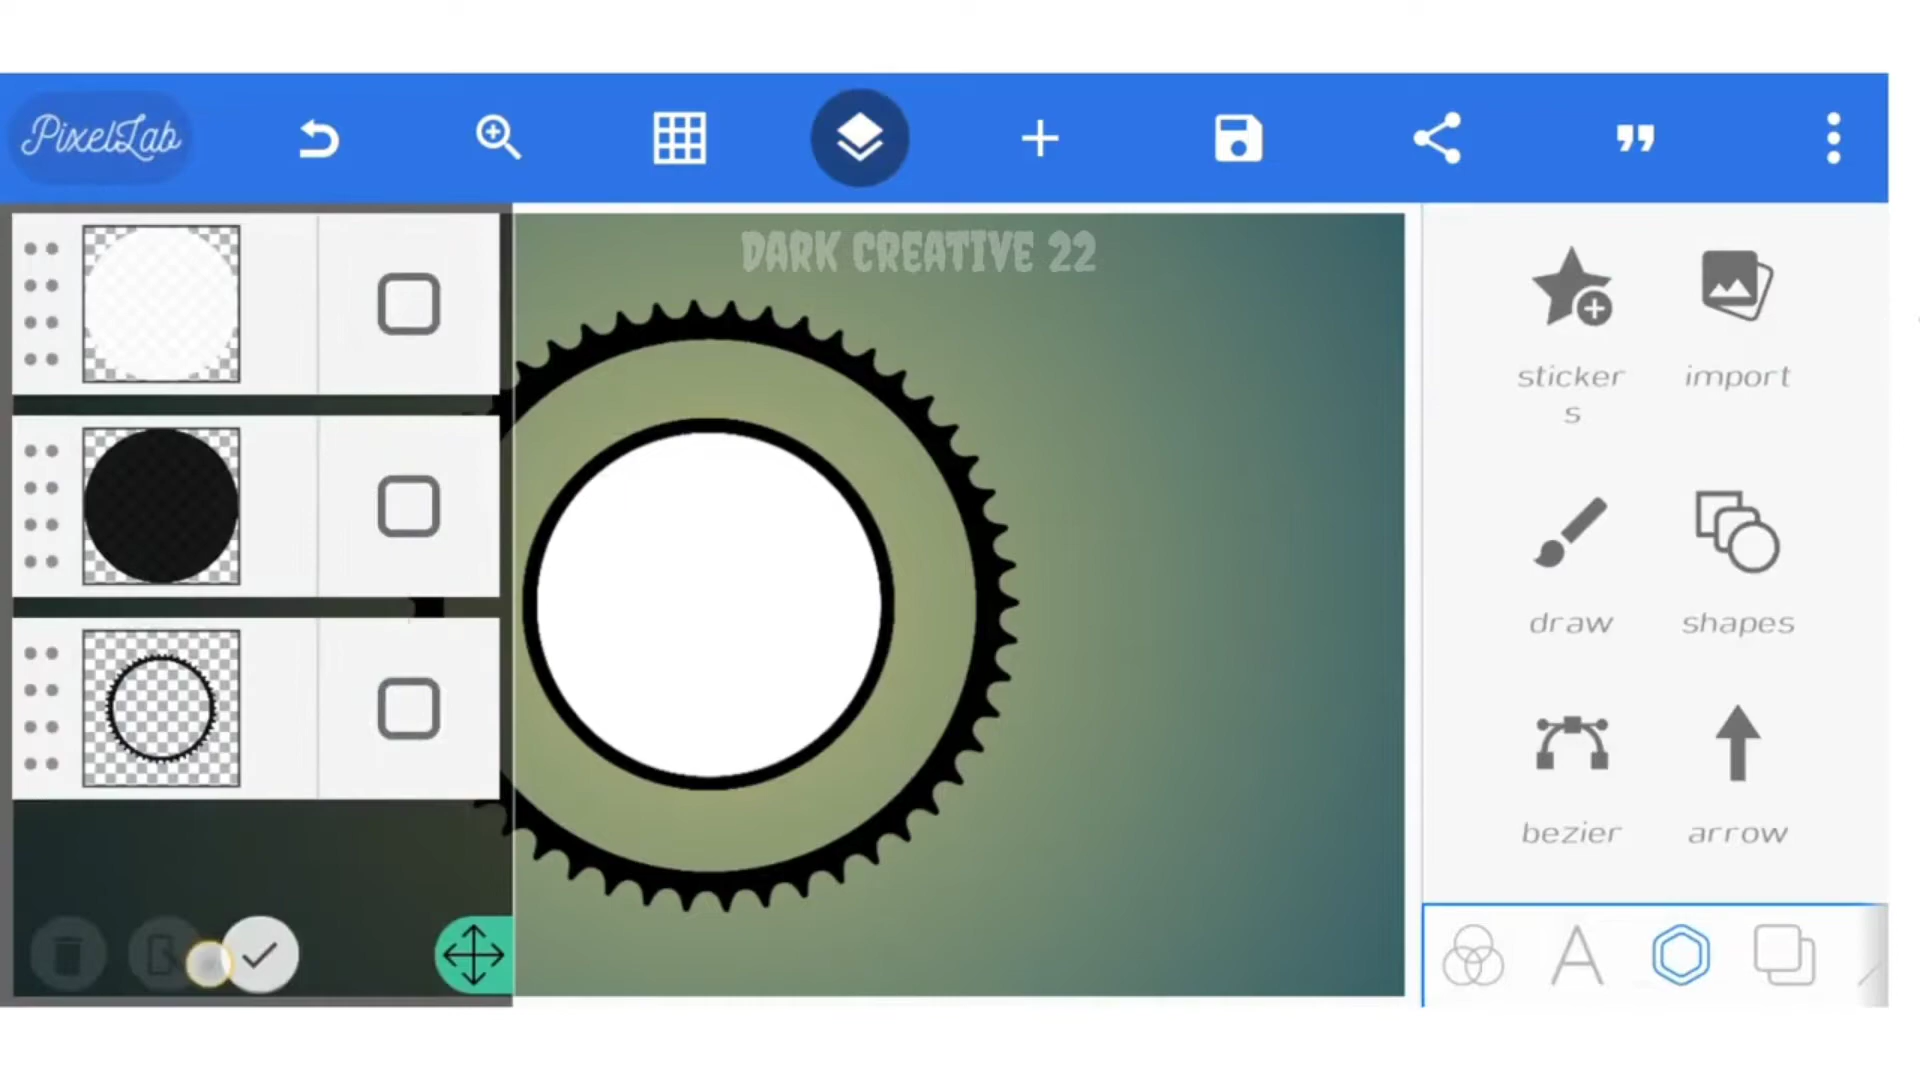 PixelLab
DARK CREATIVE 22
sticker
s
import
draw
shapes
bezier
arrow